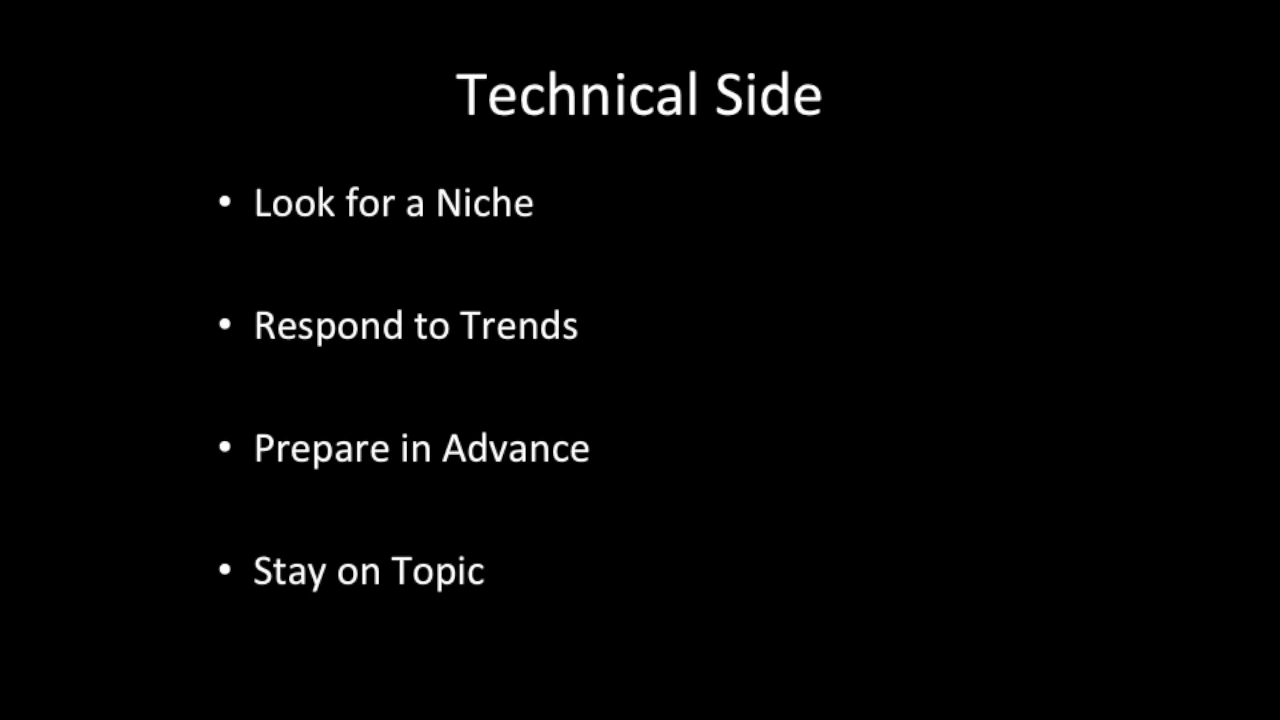 Technical Side
• Look for a Niche
• Respond to Trends
• Prepare in Advance
• Stay on Topic